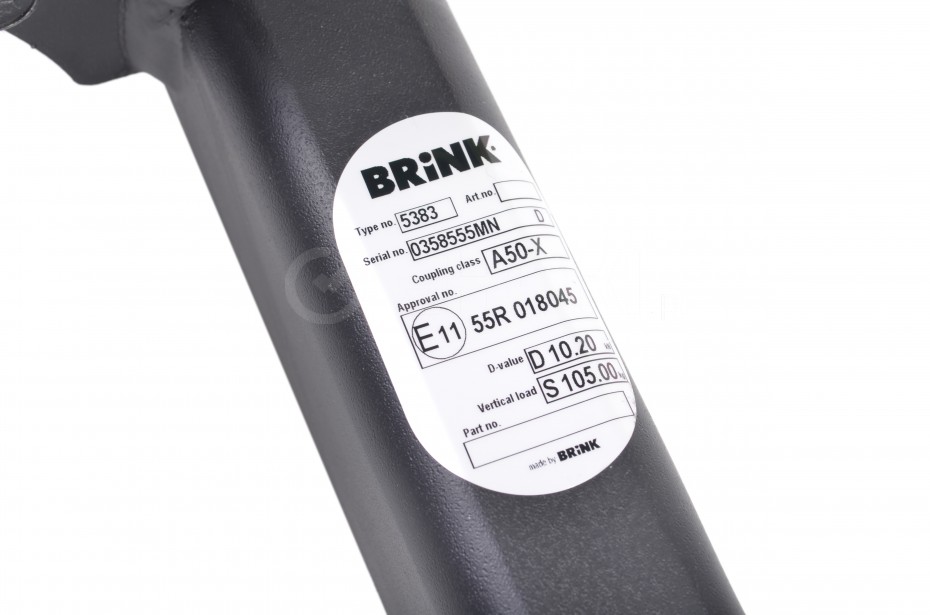 BRiNK
Type no. 5383 Art.no.
Serial no. 0358555MN D
Coupling class A50-X
Approval no.
E11 55R 018045
D-value D 10.20 kN
Vertical load S 105.00 kg
Part no.
made by BRiNK